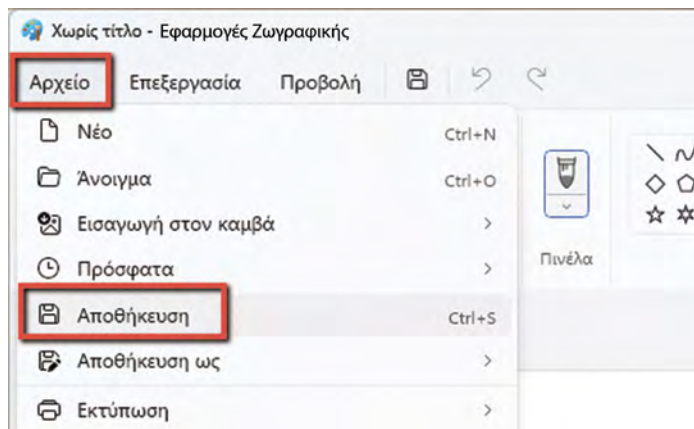 Χωρίς τίτλο - Εφαρμογές Ζωγραφικής
Αρχείο Επεξεργασία Προβολή
Νέο Ctrl+N
Άνοιγμα Ctrl+O
Εισαγωγή στον καμβά
Πρόσφατα
Πινέλα
Αποθήκευση Ctrl+S
Αποθήκευση ως
Εκτύπωση